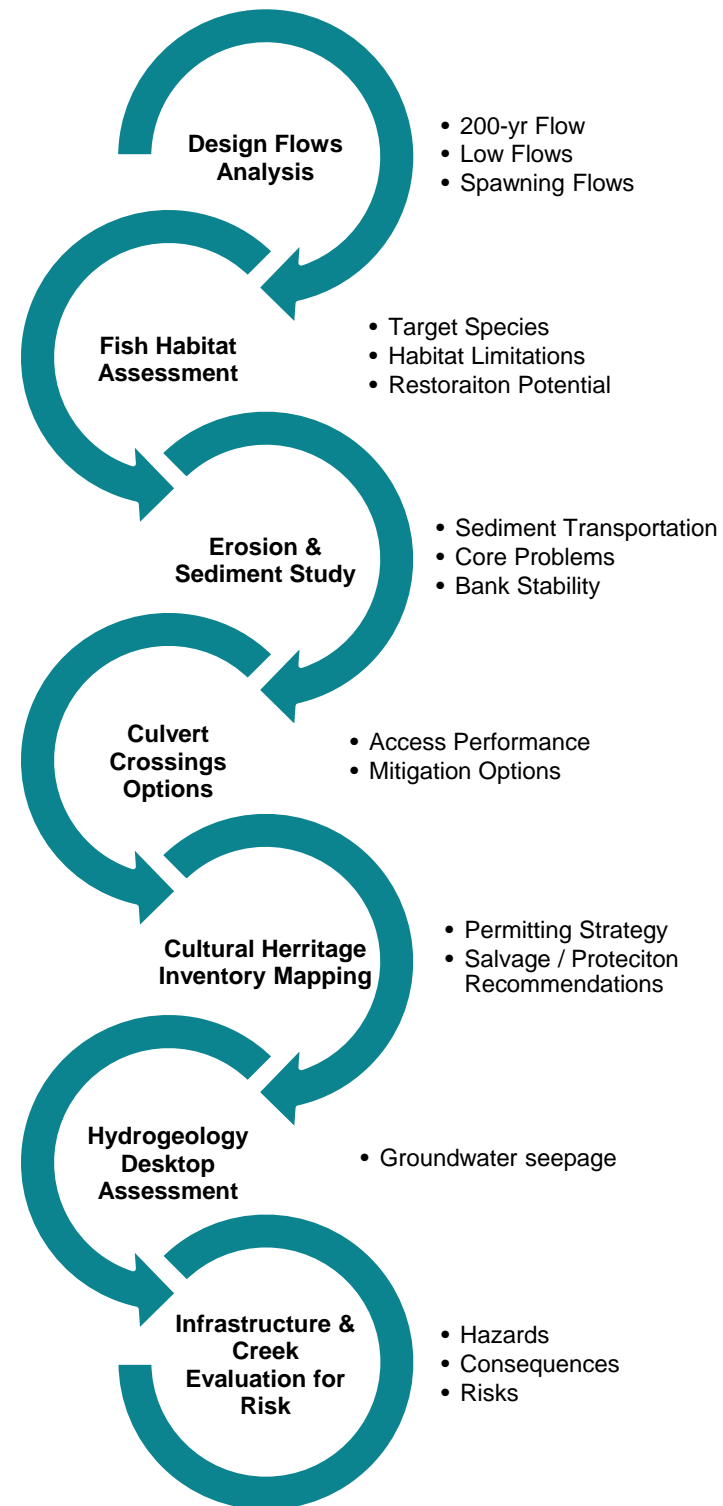 Design Flows
Analysis
• 200-yr Flow
• Low Flows
• Spawning Flows
Fish Habitat
Assessment
• Target Species
• Habitat Limitations
• Restoraiton Potential
Erosion &
Sediment Study
• Sediment Transportation
• Core Problems
• Bank Stability
Culvert
Crossings
Options
• Access Performance
• Mitigation Options
Cultural Herritage
Inventory Mapping
• Permitting Strategy
• Salvage / Proteciton
Recommendations
Hydrogeology
Desktop
Assessment
• Groundwater seepage
Infrastructure &
Creek
Evaluation for
Risk
• Hazards
• Consequences
• Risks